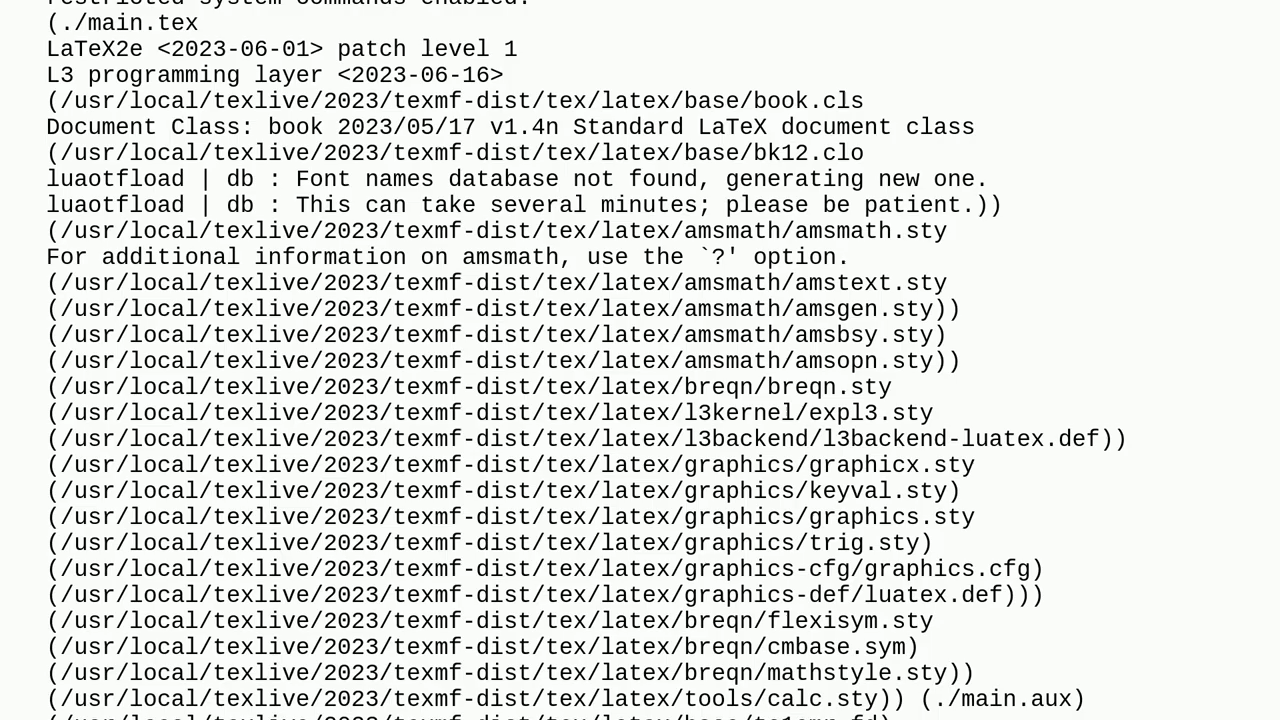 restricted system commands enabled.
(./main.tex
LaTeX2e <2023-06-01> patch level 1
L3 programming layer <2023-06-16>
(/usr/local/texlive/2023/texmf-dist/tex/latex/base/book.cls
Document Class: book 2023/05/17 v1.4n Standard LaTeX document class
(/usr/local/texlive/2023/texmf-dist/tex/latex/base/bk12.clo
luaotfload | db : Font names database not found, generating new one.
luaotfload | db : This can take several minutes; please be patient.))
(/usr/local/texlive/2023/texmf-dist/tex/latex/amsmath/amsmath.sty
For additional information on amsmath, use the `?' option.
(/usr/local/texlive/2023/texmf-dist/tex/latex/amsmath/amstext.sty
(/usr/local/texlive/2023/texmf-dist/tex/latex/amsmath/amsgen.sty))
(/usr/local/texlive/2023/texmf-dist/tex/latex/amsmath/amsbsy.sty)
(/usr/local/texlive/2023/texmf-dist/tex/latex/amsmath/amsopn.sty))
(/usr/local/texlive/2023/texmf-dist/tex/latex/breqn/breqn.sty
(/usr/local/texlive/2023/texmf-dist/tex/latex/l3kernel/expl3.sty
(/usr/local/texlive/2023/texmf-dist/tex/latex/l3backend/l3backend-luatex.def))
(/usr/local/texlive/2023/texmf-dist/tex/latex/graphics/graphicx.sty
(/usr/local/texlive/2023/texmf-dist/tex/latex/graphics/keyval.sty)
(/usr/local/texlive/2023/texmf-dist/tex/latex/graphics/graphics.sty
(/usr/local/texlive/2023/texmf-dist/tex/latex/graphics/trig.sty)
(/usr/local/texlive/2023/texmf-dist/tex/latex/graphics-cfg/graphics.cfg)
(/usr/local/texlive/2023/texmf-dist/tex/latex/graphics-def/luatex.def)))
(/usr/local/texlive/2023/texmf-dist/tex/latex/breqn/flexisym.sty
(/usr/local/texlive/2023/texmf-dist/tex/latex/breqn/cmbase.sym)
(/usr/local/texlive/2023/texmf-dist/tex/latex/breqn/mathstyle.sty))
(/usr/local/texlive/2023/texmf-dist/tex/latex/tools/calc.sty)) (./main.aux)